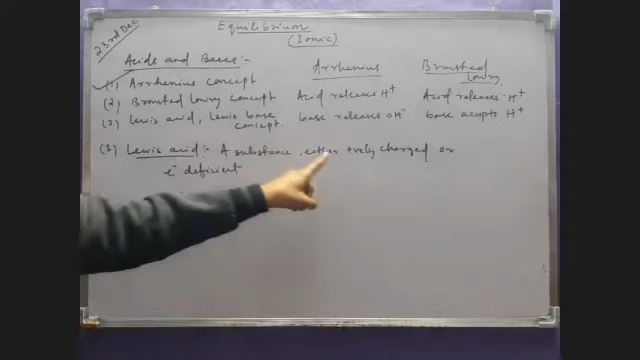 23rd Dec
Equilibrium
(Ionic)
Acids and Bases:-
(1) Arrhenius concept
(2) Bronsted lowry concept
(3) Lewis acid, Lewis base concept.
Arrhenius
Acid releases H⁺
base releases OH⁻
Bronsted
Lowry
Acid releases H⁺
base accepts H⁺
(3) Lewis acid:- A substance, either +vely charged or
e⁻ deficient